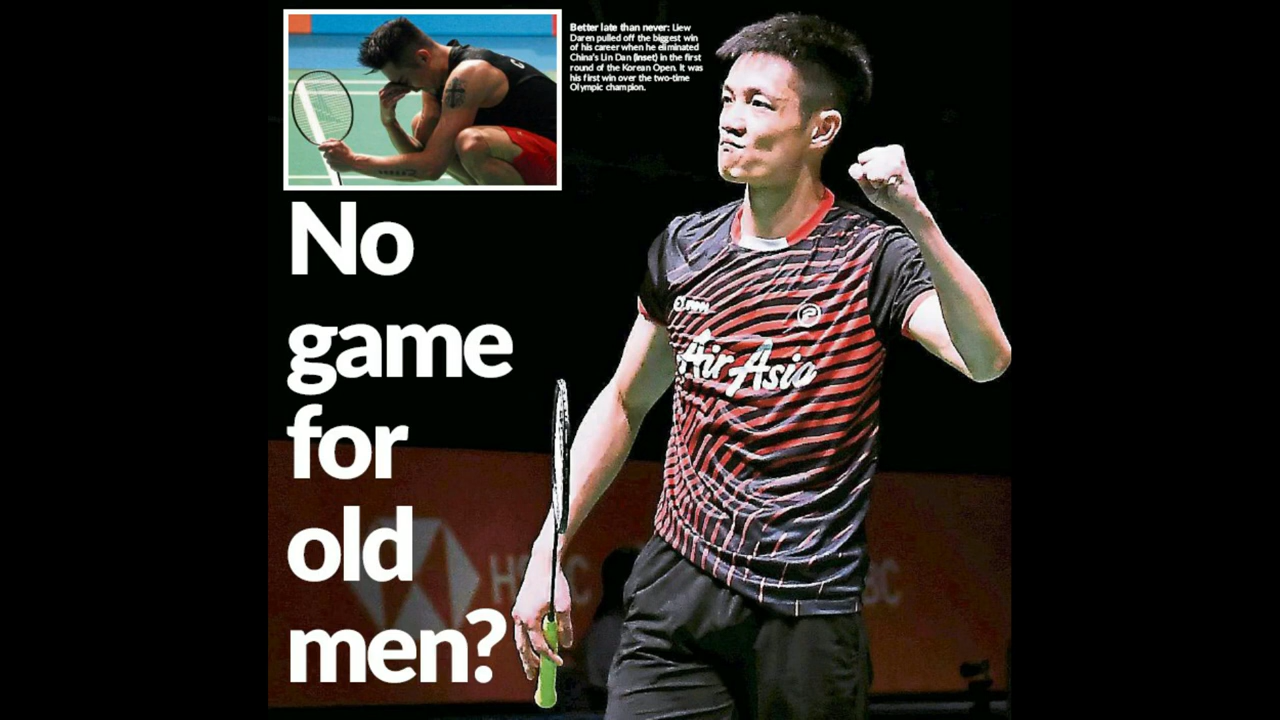 Better late than never: Liew
Daren pulled off the biggest win
of his career when he eliminated
China's Lin Dan (inset) in the first
round of the Korean Open. It was
his first win over the two-time
Olympic champion.
No
game
for
old
men?
AirAsia